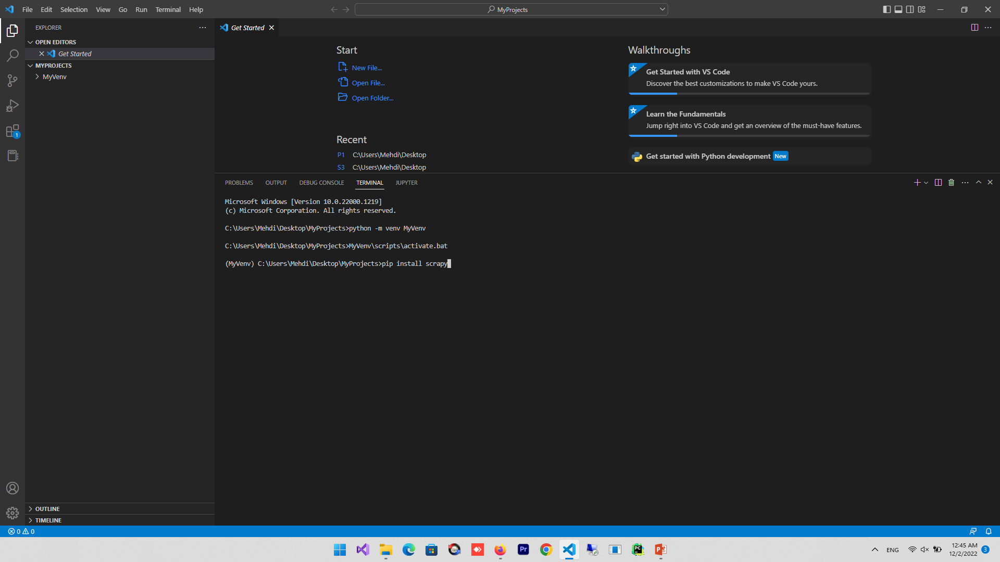 File Edit Selection View Go Run Terminal Help
MyProjects
EXPLORER
OPEN EDITORS
Get Started
MYPROJECTS
MyVenv
1
OUTLINE
TIMELINE
Get Started
Start
New File...
Open File...
Open Folder...
Recent
P1 C:\Users\Mehdi\Desktop
S3 C:\Users\Mehdi\Desktop
Walkthroughs
Get Started with VS Code
Discover the best customizations to make VS Code yours.
Learn the Fundamentals
Jump right into VS Code and get an overview of the must-have features.
Get started with Python development New
PROBLEMS OUTPUT DEBUG CONSOLE TERMINAL JUPYTER
Microsoft Windows [Version 10.0.22000.1219]
(c) Microsoft Corporation. All rights reserved.
C:\Users\Mehdi\Desktop\MyProjects>python -m venv MyVenv
C:\Users\Mehdi\Desktop\MyProjects>MyVenv\scripts\activate.bat
(MyVenv) C:\Users\Mehdi\Desktop\MyProjects>pip install scrapy
0 0
Pr
PC
P
ENG
12:45 AM
12/2/2022
3